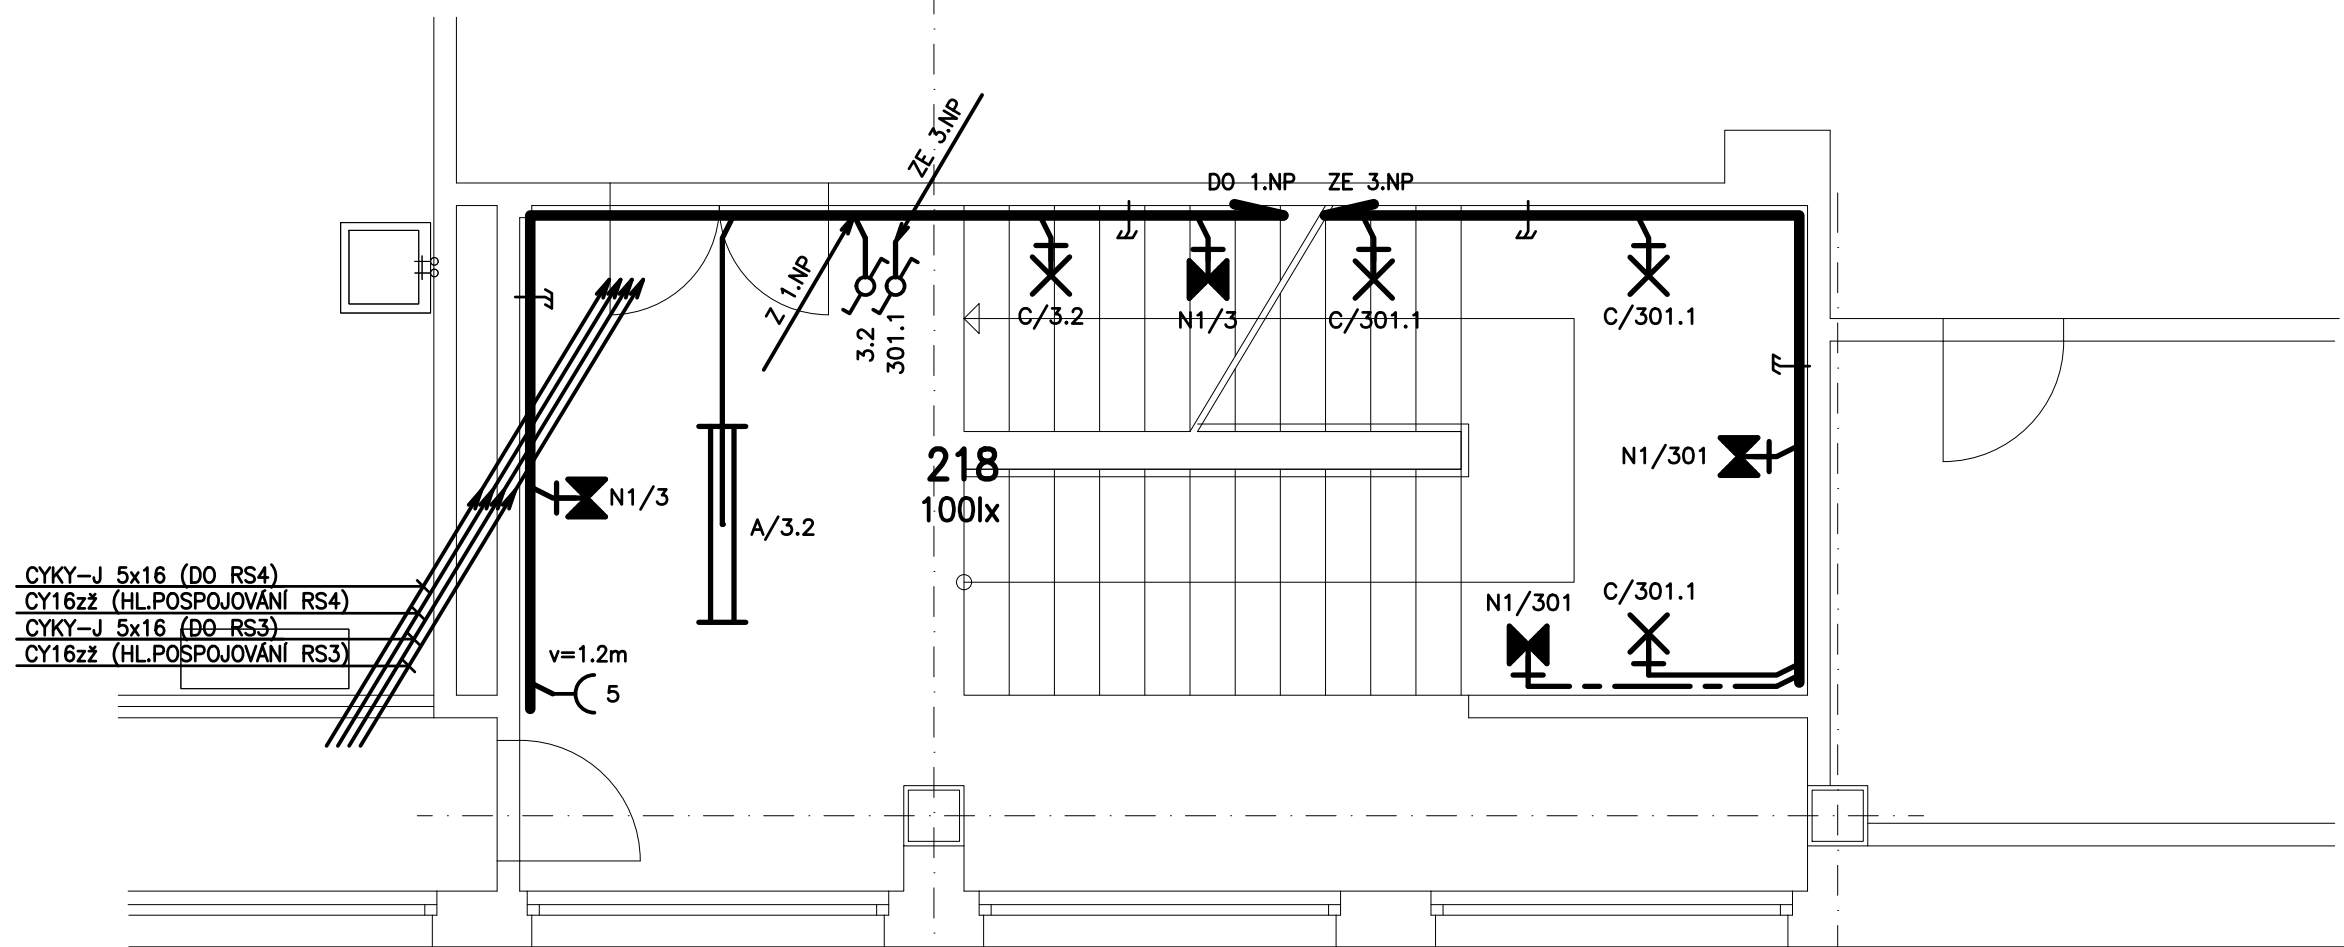 ZE 3.NP
DO 1.NP
ZE 3.NP
Z 1.NP
3.2
301.1
C/3.2
N1/3
C/301.1
C/301.1
218
100lx
N1/301
N1/3
A/3.2
CYKY-J 5x16 (DO RS4)
CY16zž (HL.POSPOJOVÁNÍ RS4)
CYKY-J 5x16 (DO RS3)
CY16zž (HL.POSPOJOVÁNÍ RS3)
N1/301
C/301.1
v=1.2m
5